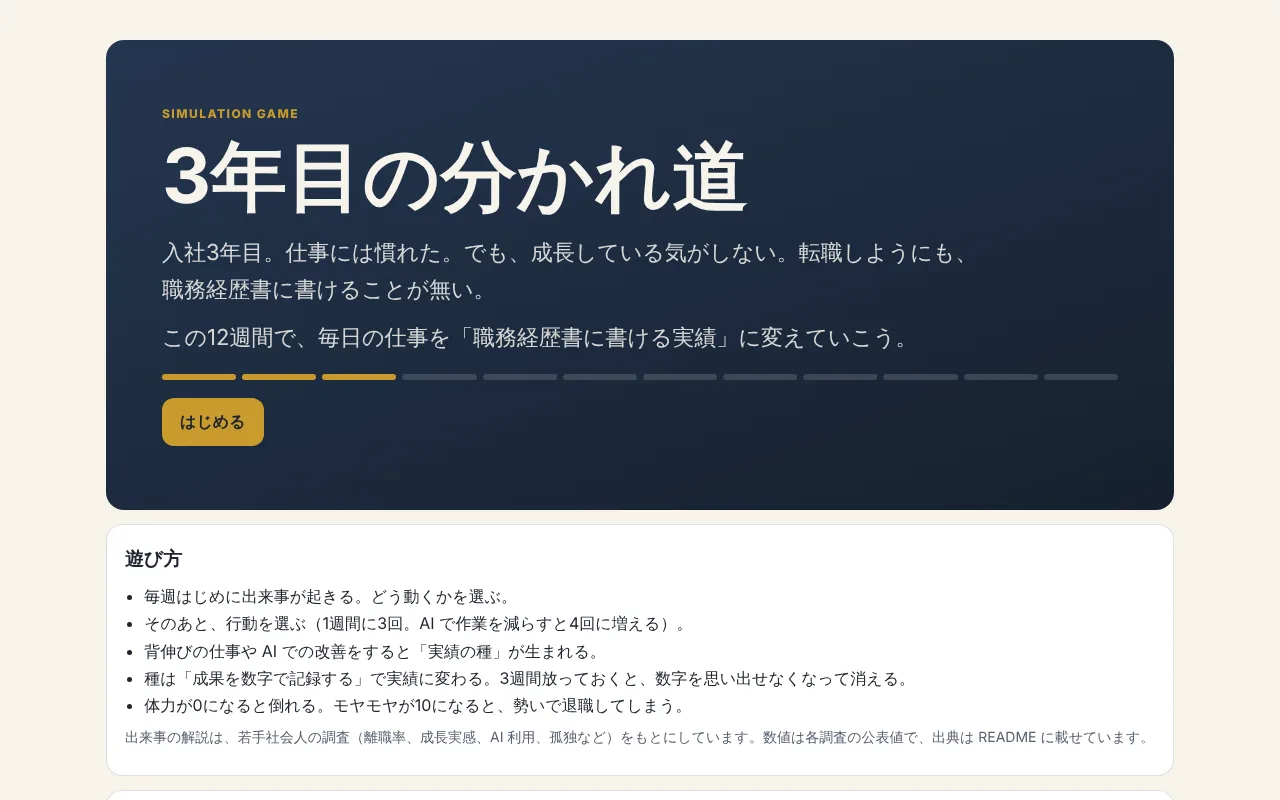 SIMULATION GAME
3年目の分かれ道
入社3年目。仕事には慣れた。でも、成長している気がしない。転職しようにも、
職務経歴書に書けることが無い。
この12週間で、毎日の仕事を「職務経歴書に書ける実績」に変えていこう。
はじめる
遊び方
• 毎週はじめに出来事が起きる。どう動くかを選ぶ。
• そのあと、行動を選ぶ（1週間に3回。AI で作業を減らすと4回に増える）。
• 背伸びの仕事や AI での改善をすると「実績の種」が生まれる。
• 種は「成果を数字で記録する」で実績に変わる。3週間放っておくと、数字を思い出せなくなって消える。
• 体力が0になると倒れる。モヤモヤが10になると、勢いで退職してしまう。
出来事の解説は、若手社会人の調査（離職率、成長実感、AI 利用、孤独など）をもとにしています。数値は各調査の公表値で、出典は README に載せています。